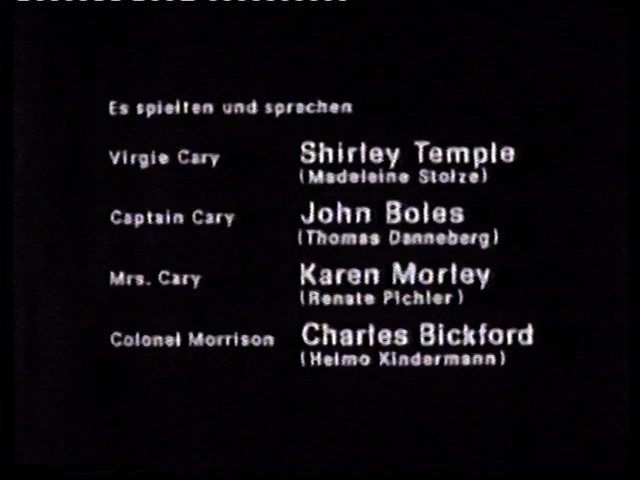 Es spielten und sprachen
Virgie Cary Shirley Temple
(Madeleine Stolze)
Captain Cary John Boles
(Thomas Danneberg)
Mrs. Cary Karen Morley
(Renate Pichler)
Colonel Morrison Charles Bickford
(Helmo Kindermann)